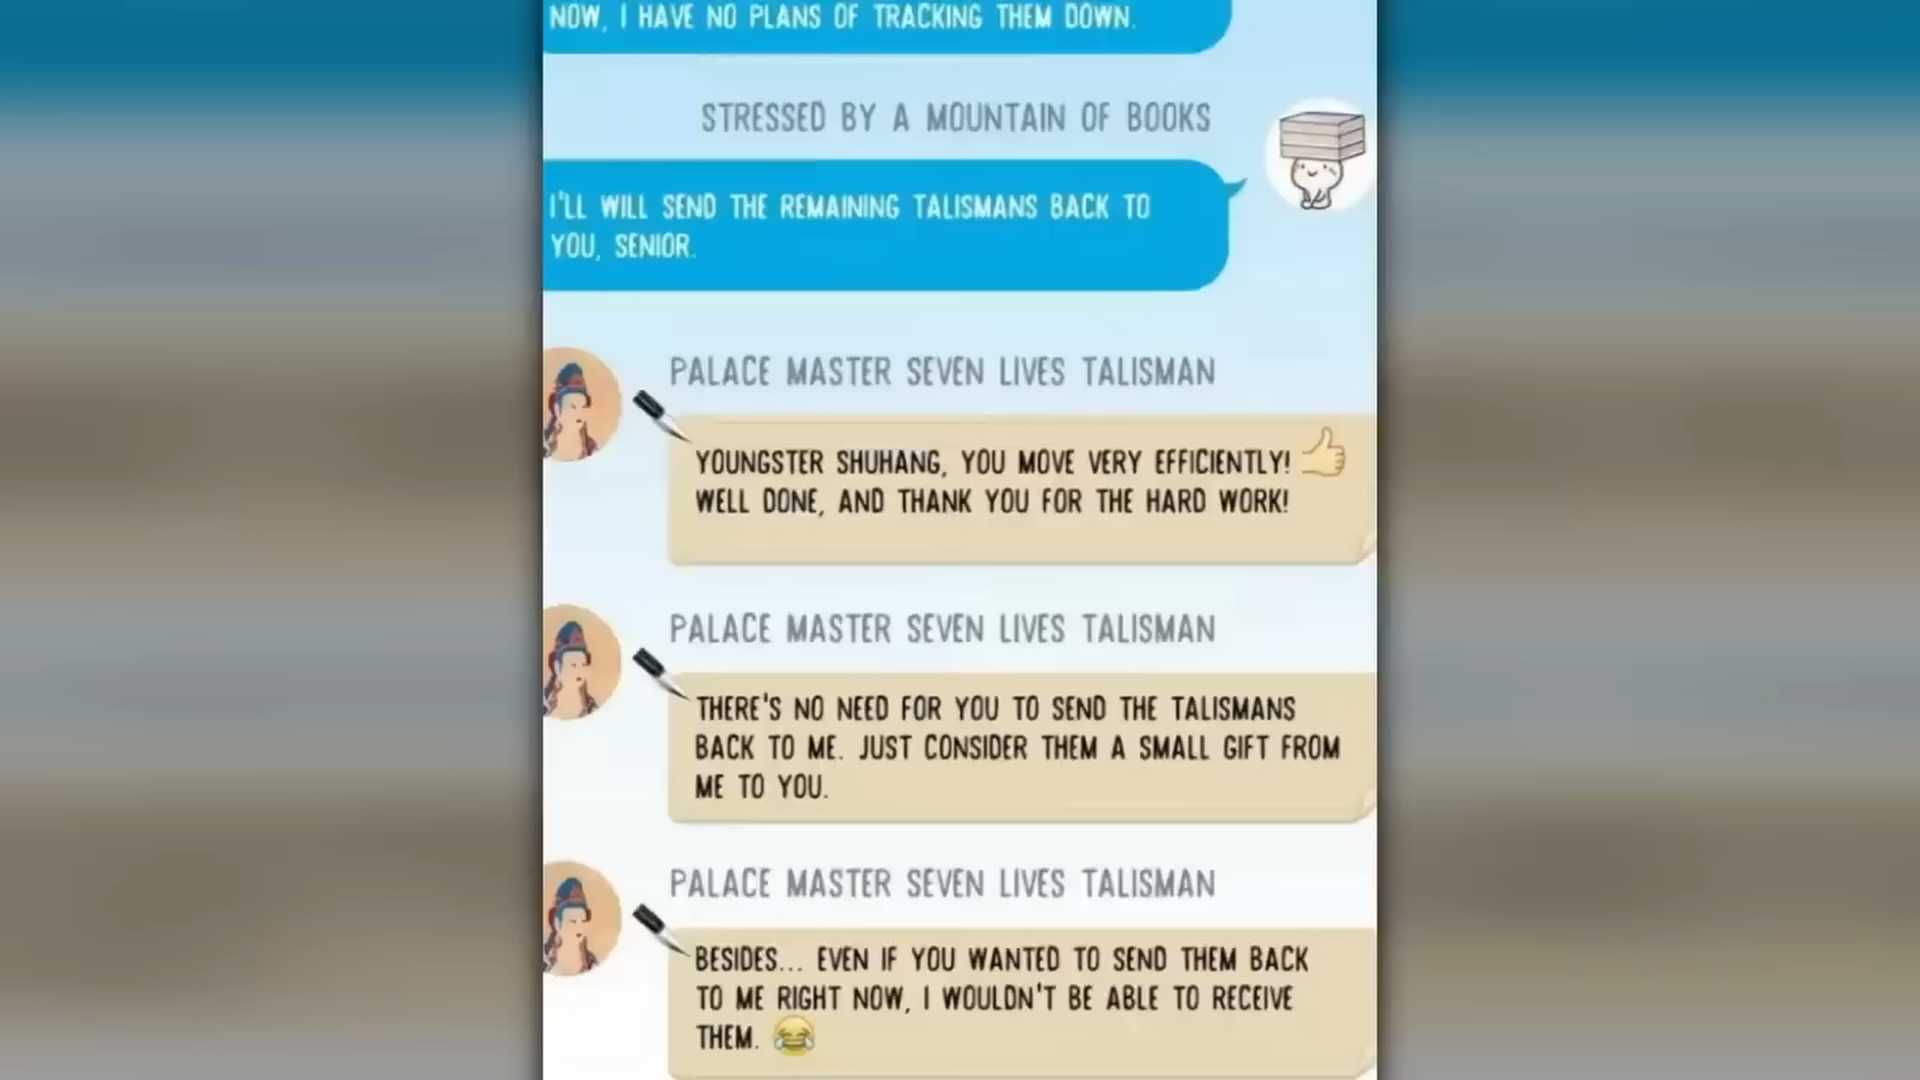 NOW, I HAVE NO PLANS OF TRACKING THEM DOWN.
STRESSED BY A MOUNTAIN OF BOOKS
I'LL WILL SEND THE REMAINING TALISMANS BACK TO
YOU, SENIOR.
PALACE MASTER SEVEN LIVES TALISMAN
YOUNGSTER SHUHANG, YOU MOVE VERY EFFICIENTLY! 👍
WELL DONE, AND THANK YOU FOR THE HARD WORK!
PALACE MASTER SEVEN LIVES TALISMAN
THERE'S NO NEED FOR YOU TO SEND THE TALISMANS
BACK TO ME. JUST CONSIDER THEM A SMALL GIFT FROM
ME TO YOU.
PALACE MASTER SEVEN LIVES TALISMAN
BESIDES... EVEN IF YOU WANTED TO SEND THEM BACK
TO ME RIGHT NOW, I WOULDN'T BE ABLE TO RECEIVE
THEM. 😂